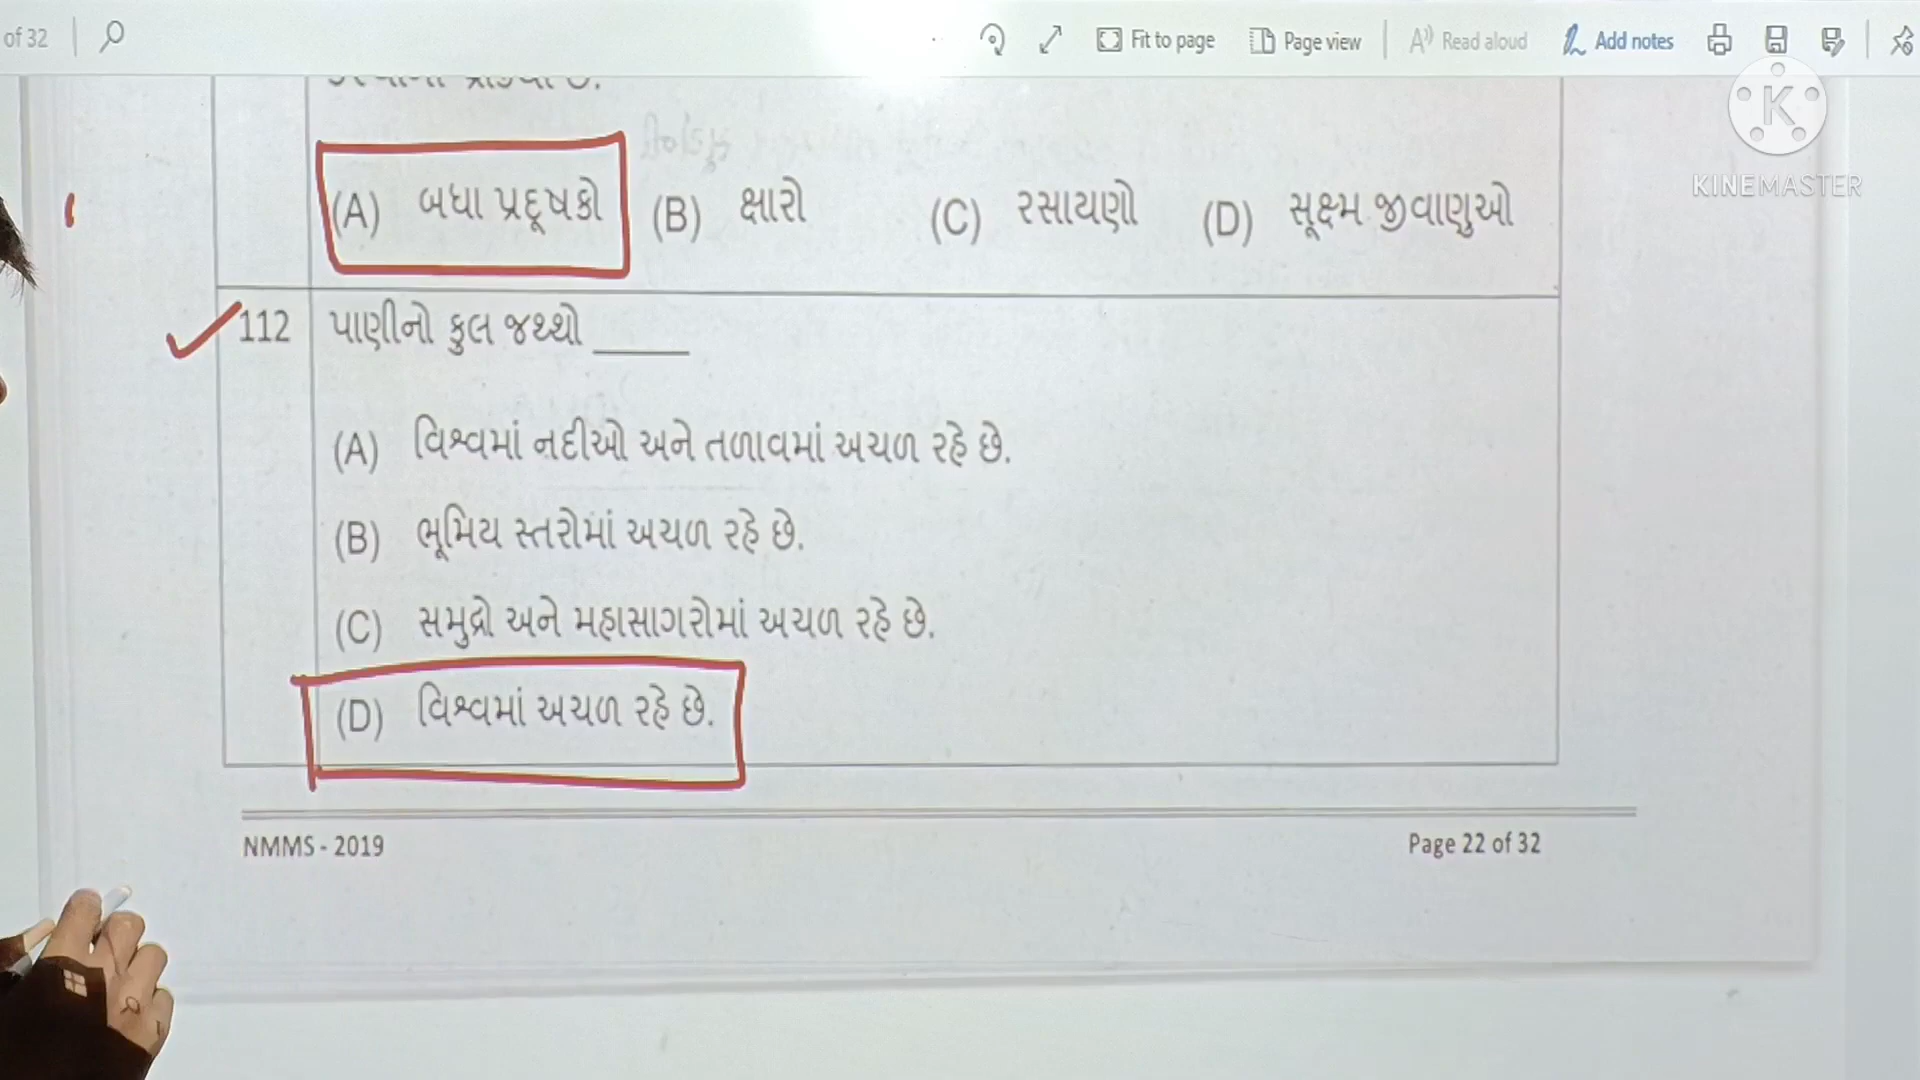 of 32 Fit to page Page view Read aloud Add notes
K
KINEMASTER
(A) બધા પ્રદૂષકો (B) ક્ષારો (C) રસાયણો (D) સૂક્ષ્મ જીવાણુઓ
112 પાણીનો કુલ જથ્થો _____
(A) વિશ્વમાં નદીઓ અને તળાવમાં અચળ રહે છે.
(B) ભૂમિય સ્તરોમાં અચળ રહે છે.
(C) સમુદ્રો અને મહાસાગરોમાં અચળ રહે છે.
(D) વિશ્વમાં અચળ રહે છે.
NMMS - 2019 Page 22 of 32